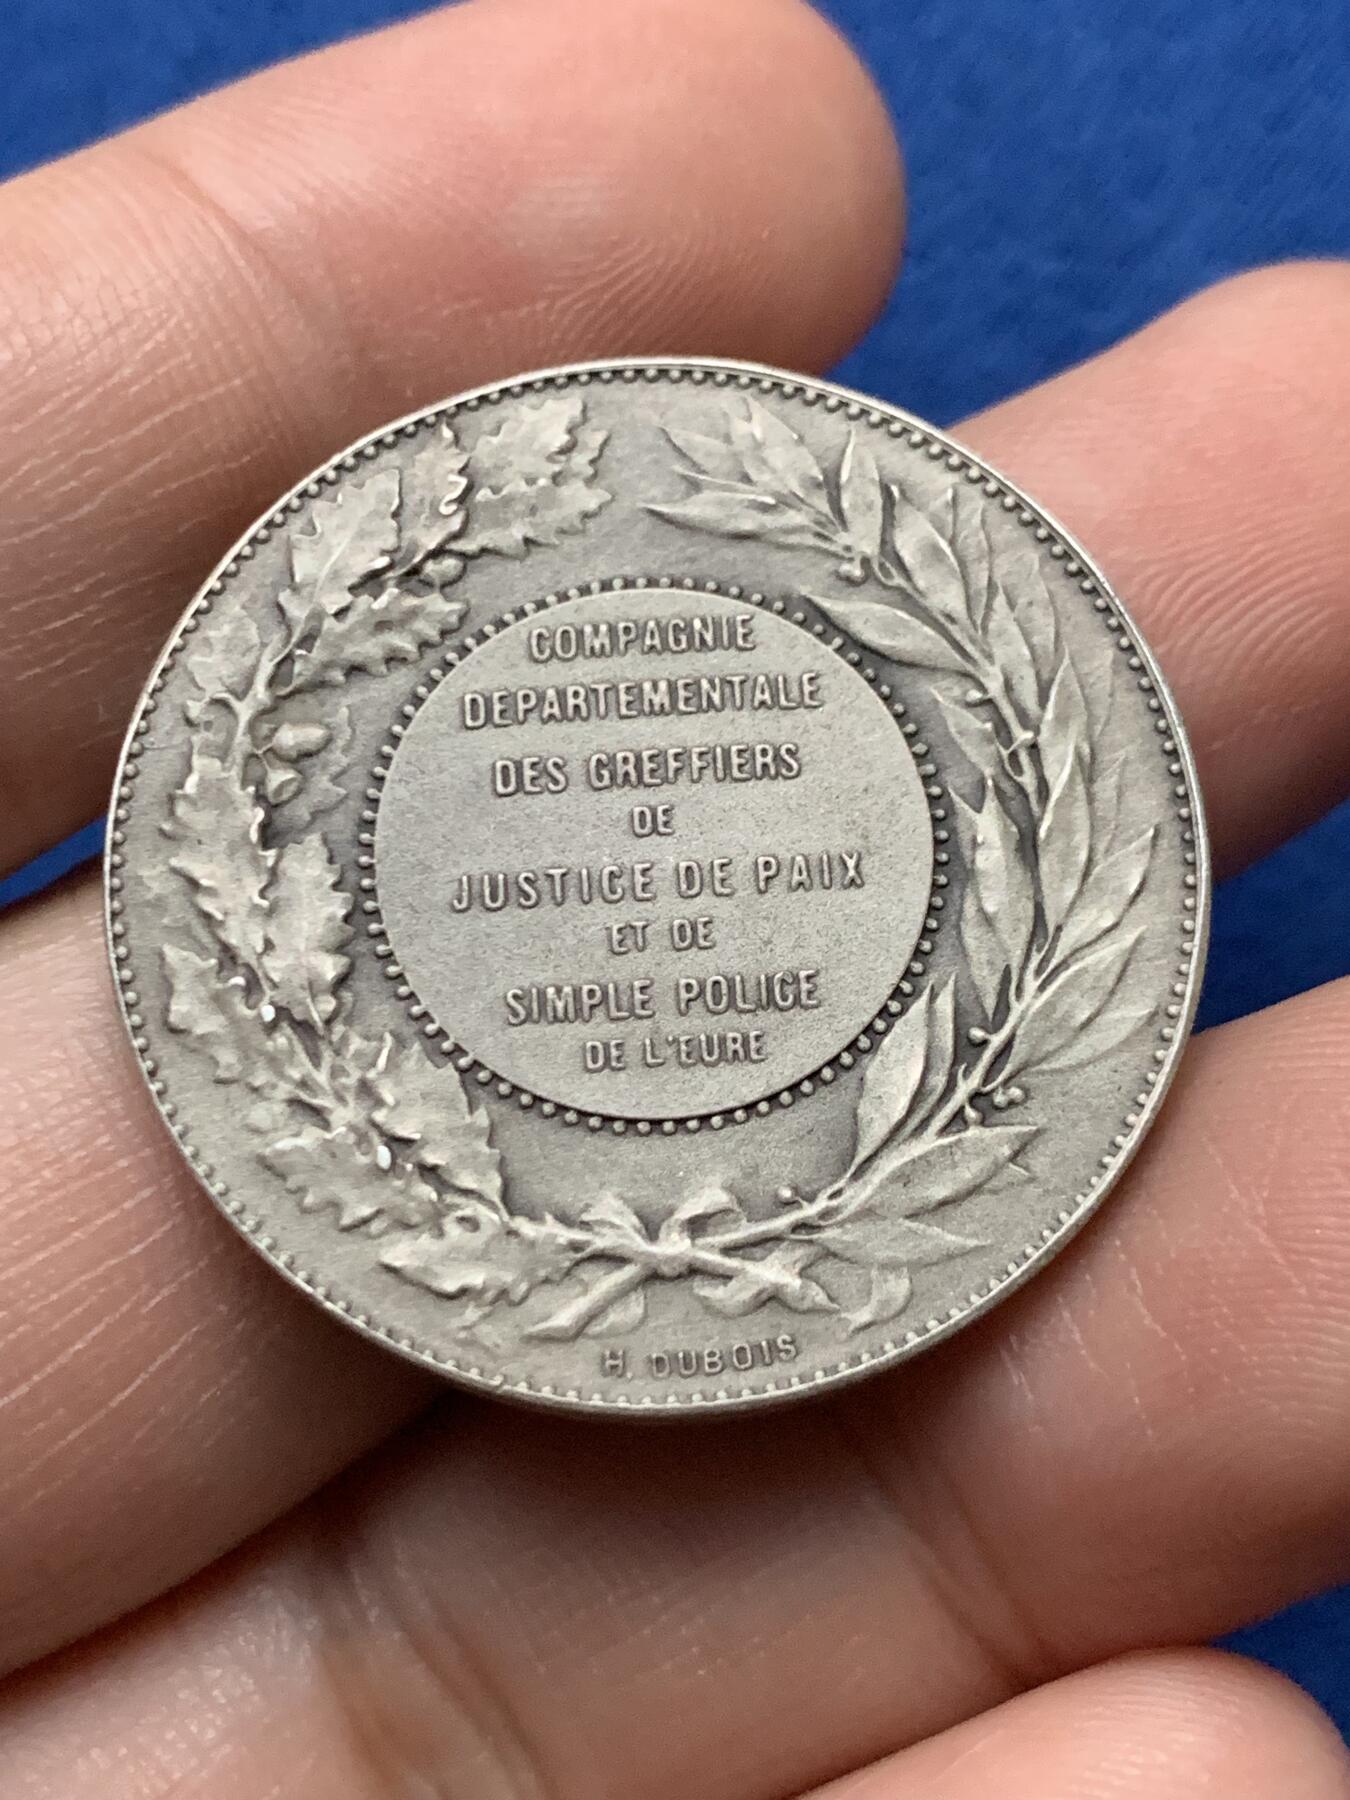 COMPAGNIE
DEPARTEMENTALE
DES GREFFIERS
DE
JUSTICE DE PAIX
ET DE
SIMPLE POLICE
DE L'EURE
H. DUBOIS